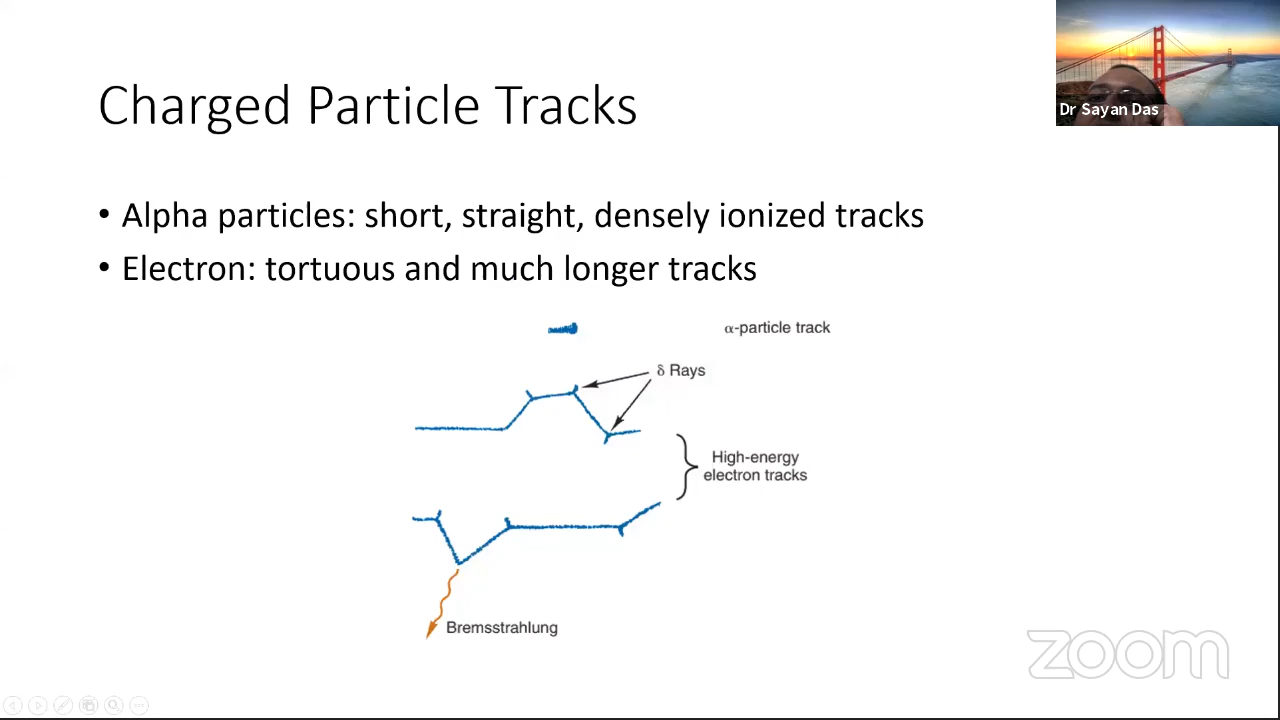 Charged Particle Tracks
Dr Sayan Das
• Alpha particles: short, straight, densely ionized tracks
• Electron: tortuous and much longer tracks
α-particle track
δ Rays
High-energy
electron tracks
Bremsstrahlung
zoom